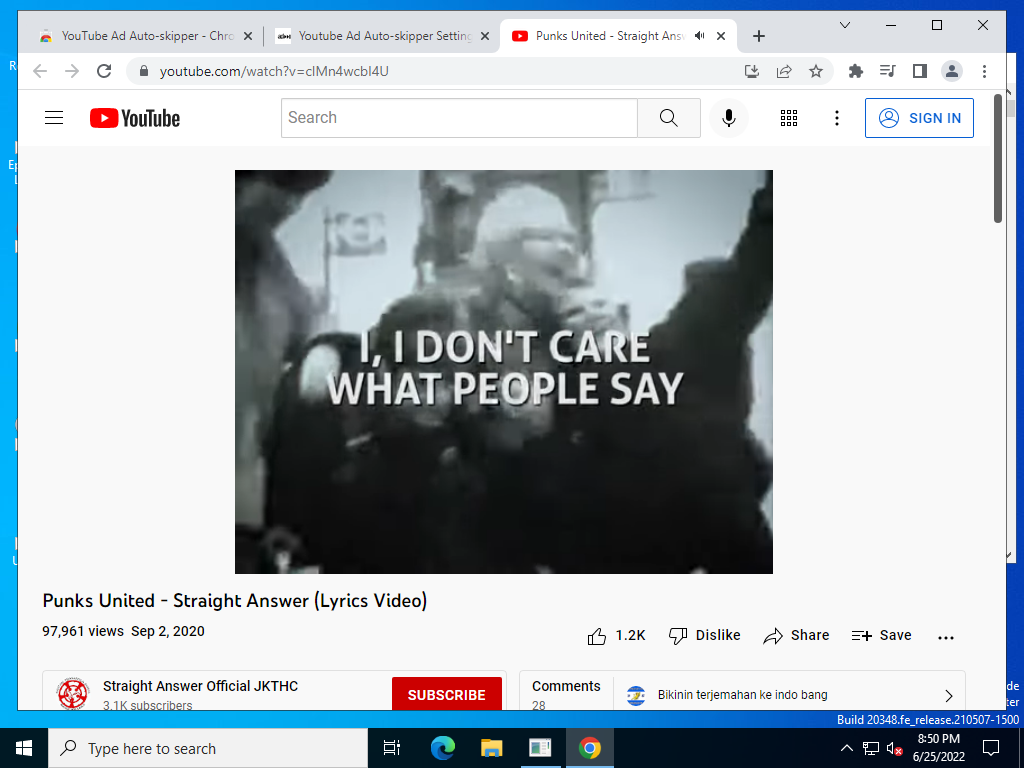 YouTube Ad Auto-skipper - Chro
Youtube Ad Auto-skipper Setting
Punks United - Straight Answ
youtube.com/watch?v=clMn4wcbI4U
YouTube
Search
SIGN IN
I, I DON'T CARE
WHAT PEOPLE SAY
Punks United - Straight Answer (Lyrics Video)
97,961 views Sep 2, 2020
1.2K
Dislike
Share
Save
Straight Answer Official JKTHC
3.1K subscribers
SUBSCRIBE
Comments
28
Bikinin terjemahan ke indo bang
Build 20348.fe_release.210507-1500
Type here to search
8:50 PM
6/25/2022